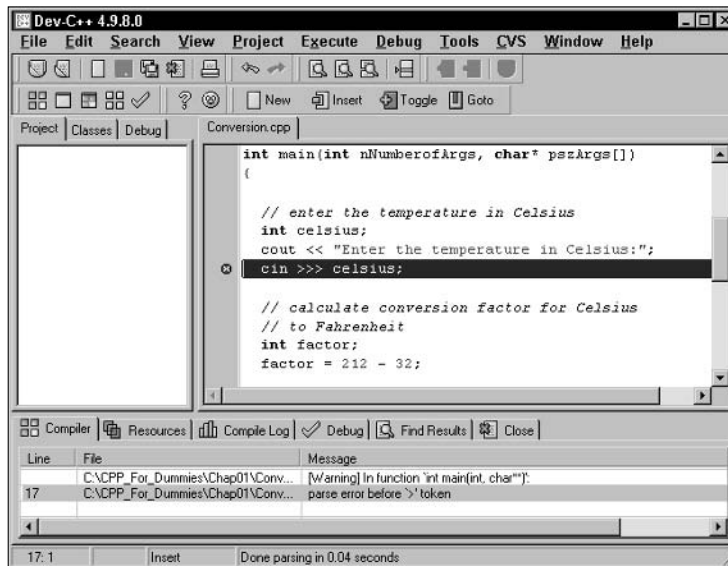 Dev-C++ 4.9.8.0
File Edit Search View Project Execute Debug Tools CVS Window Help
New Insert Toggle Goto
Project Classes Debug
Conversion.cpp
int main(int nNumberofArgs, char* pszArgs[])
{
// enter the temperature in Celsius
int celsius;
cout << "Enter the temperature in Celsius:";
cin >>> celsius;
// calculate conversion factor for Celsius
// to Fahrenheit
int factor;
factor = 212 - 32;
Compiler Resources Compile Log Debug Find Results Close
Line File Message
C:\CPP_For_Dummies\Chap01\Conv... [Warning] In function `int main(int, char**)':
17 C:\CPP_For_Dummies\Chap01\Conv... parse error before `>' token
17: 1 Insert Done parsing in 0.04 seconds